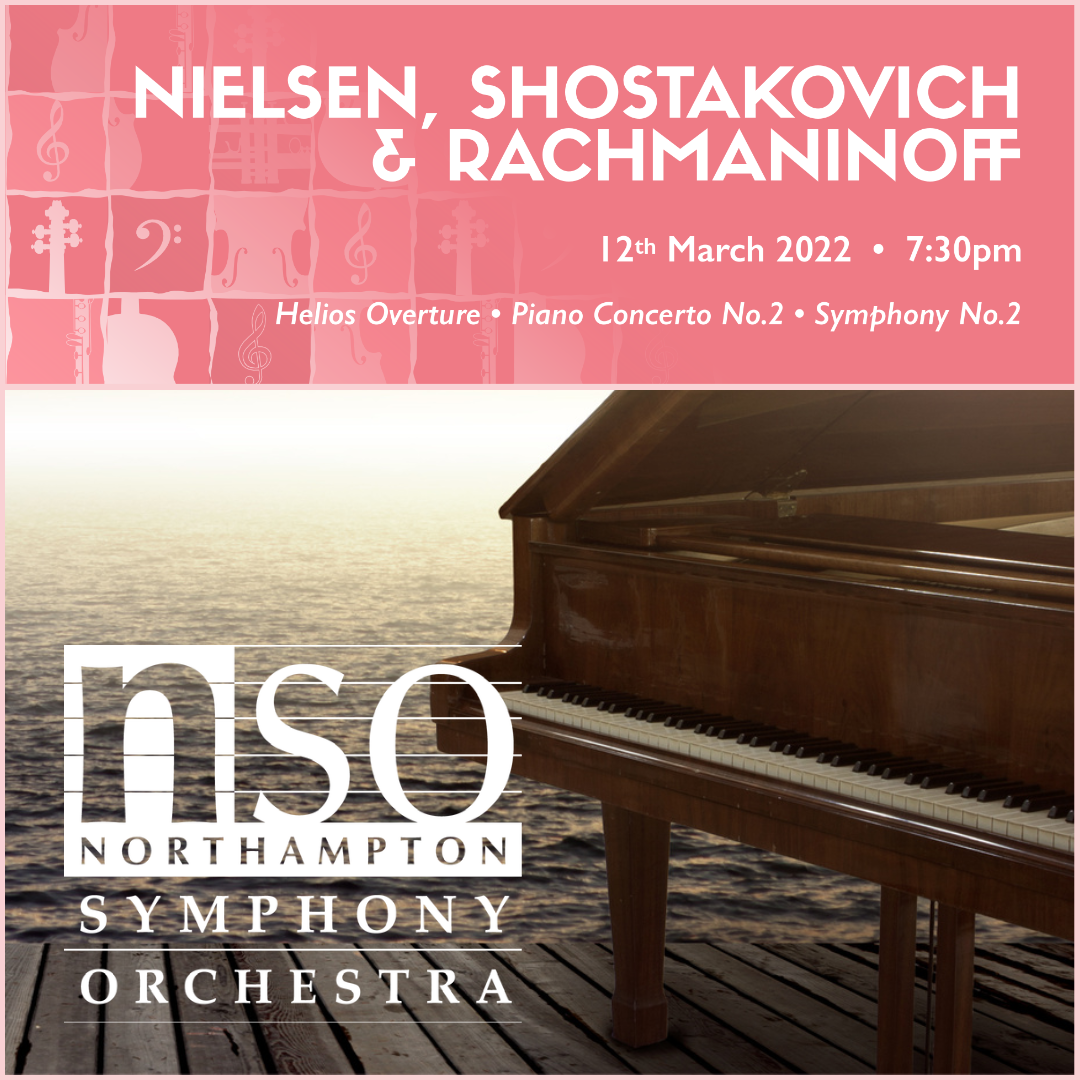 NIELSEN, SHOSTAKOVICH
& RACHMANINOFF
12th March 2022 • 7:30pm
Helios Overture • Piano Concerto No.2 • Symphony No.2
nso
NORTHAMPTON
SYMPHONY
ORCHESTRA